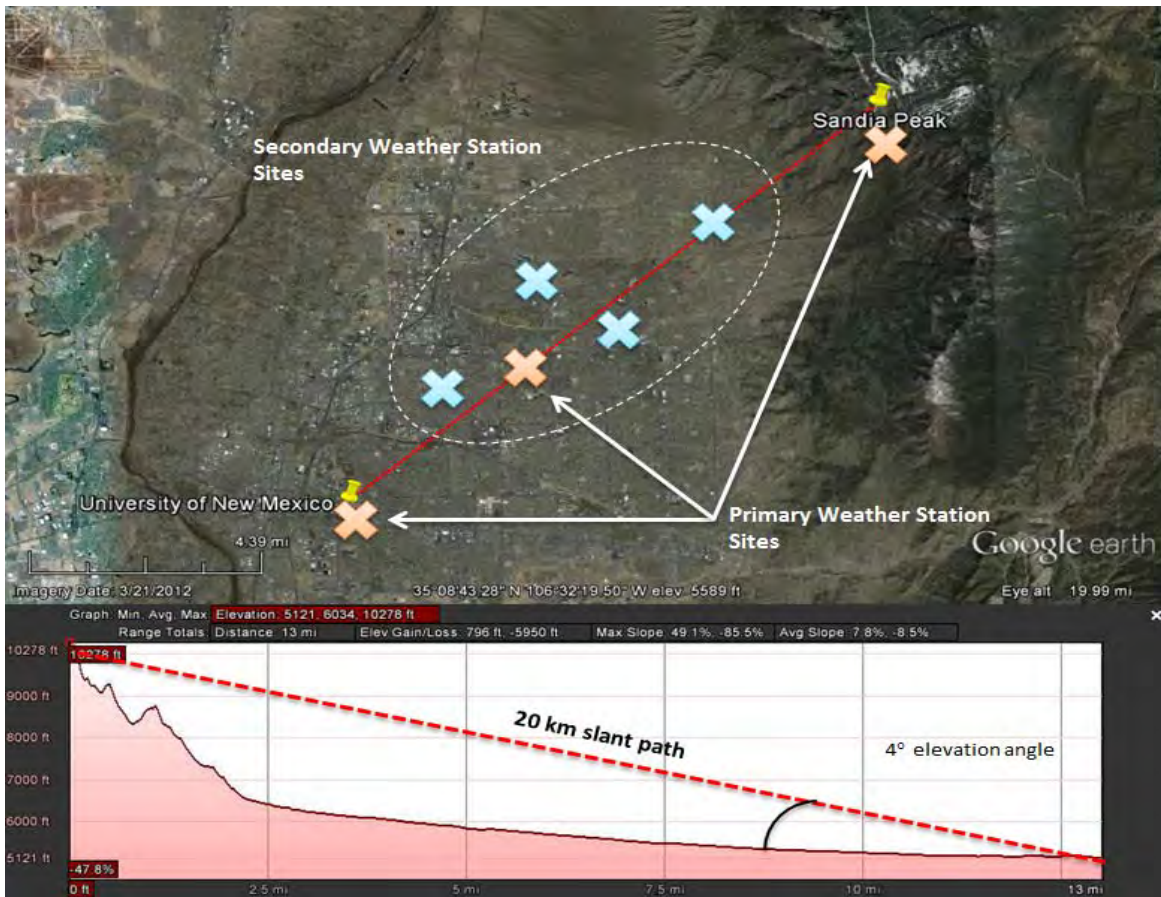 Sandia Peak
Secondary Weather Station
Sites
University of New Mexico
Primary Weather Station
Sites
4.39 mi
Google earth
Imagery Date: 3/21/2012
35°08'43.28" N 106°32'19.50" W elev 5589 ft
Eye alt 19.99 mi
Graph: Min, Avg, Max Elevation: 5121, 6034, 10278 ft
Range Totals: Distance: 13 mi Elev Gain/Loss: 796 ft, -5950 ft Max Slope: 49.1%, -85.5% Avg Slope: 7.8%, -8.5%
10278 ft
10278 ft
9000 ft
20 km slant path
4° elevation angle
8000 ft
7000 ft
6000 ft
5121 ft
-47.8%
0 ft 2.5 mi 5 mi 7.5 mi 10 mi 13 mi